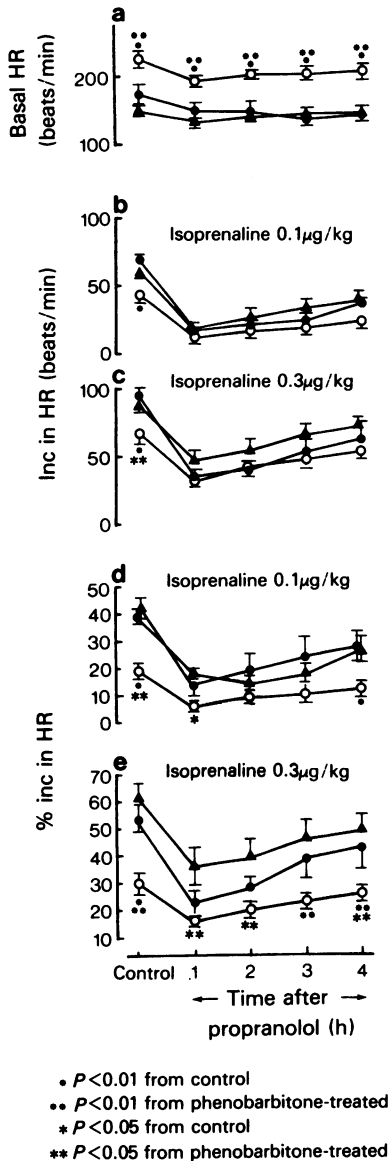 a
Basal HR
(beats/min)
200
100
b
Isoprenaline 0.1µg/kg
100
50
0
Inc in HR (beats/min)
c
Isoprenaline 0.3µg/kg
100
50
0
d
Isoprenaline 0.1µg/kg
50
40
30
20
10
0
% inc in HR
e
Isoprenaline 0.3µg/kg
70
60
50
40
30
20
10
Control 1 2 3 4
← Time after →
propranolol (h)
• P<0.01 from control
•• P<0.01 from phenobarbitone-treated
* P<0.05 from control
** P<0.05 from phenobarbitone-treated